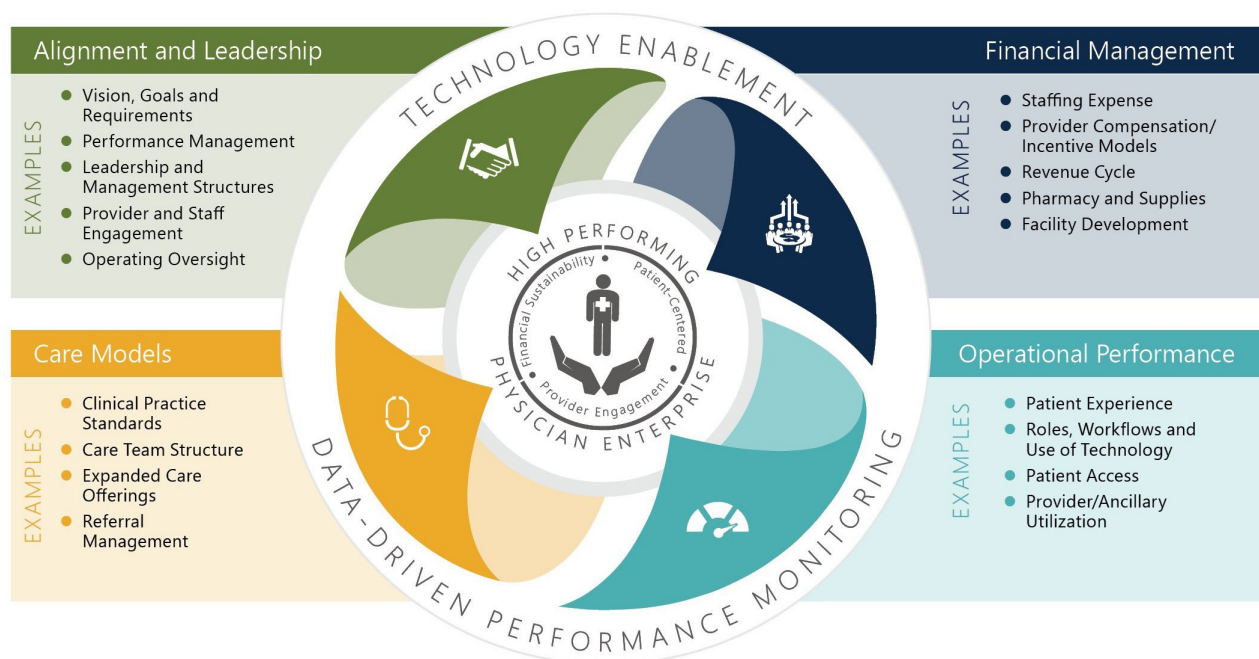 Alignment and Leadership
EXAMPLES
Vision, Goals and
Requirements
Performance Management
Leadership and
Management Structures
Provider and Staff
Engagement
Operating Oversight
TECHNOLOGY ENABLEMENT
Financial Management
EXAMPLES
Staffing Expense
Provider Compensation/
Incentive Models
Revenue Cycle
Pharmacy and Supplies
Facility Development
HIGH PERFORMING
Financial Sustainability
Patient-Centered
Provider Engagement
PHYSICIAN ENTERPRISE
Care Models
EXAMPLES
Clinical Practice
Standards
Care Team Structure
Expanded Care
Offerings
Referral
Management
Operational Performance
EXAMPLES
Patient Experience
Roles, Workflows and
Use of Technology
Patient Access
Provider/Ancillary
Utilization
DATA-DRIVEN PERFORMANCE MONITORING